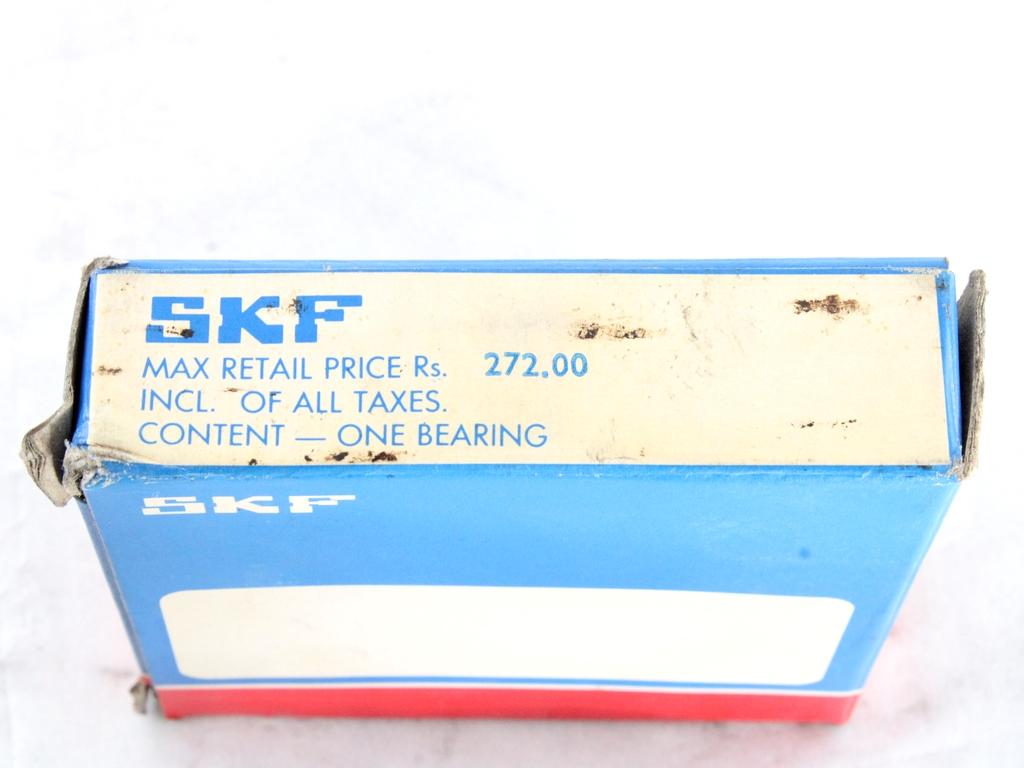 SKF
MAX RETAIL PRICE Rs. 272.00
INCL. OF ALL TAXES.
CONTENT — ONE BEARING
SKF